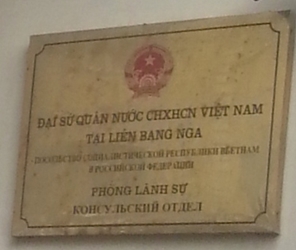 ĐẠI SỨ QUÁN NƯỚC CHXHCN VIỆT NAM
TẠI LIÊN BANG NGA
ПОСОЛЬСТВО СОЦИАЛИСТИЧЕСКОЙ РЕСПУБЛИКИ ВЬЕТНАМ
В РОССИЙСКОЙ ФЕДЕРАЦИИ
PHÒNG LÃNH SỰ
КОНСУЛЬСКИЙ ОТДЕЛ